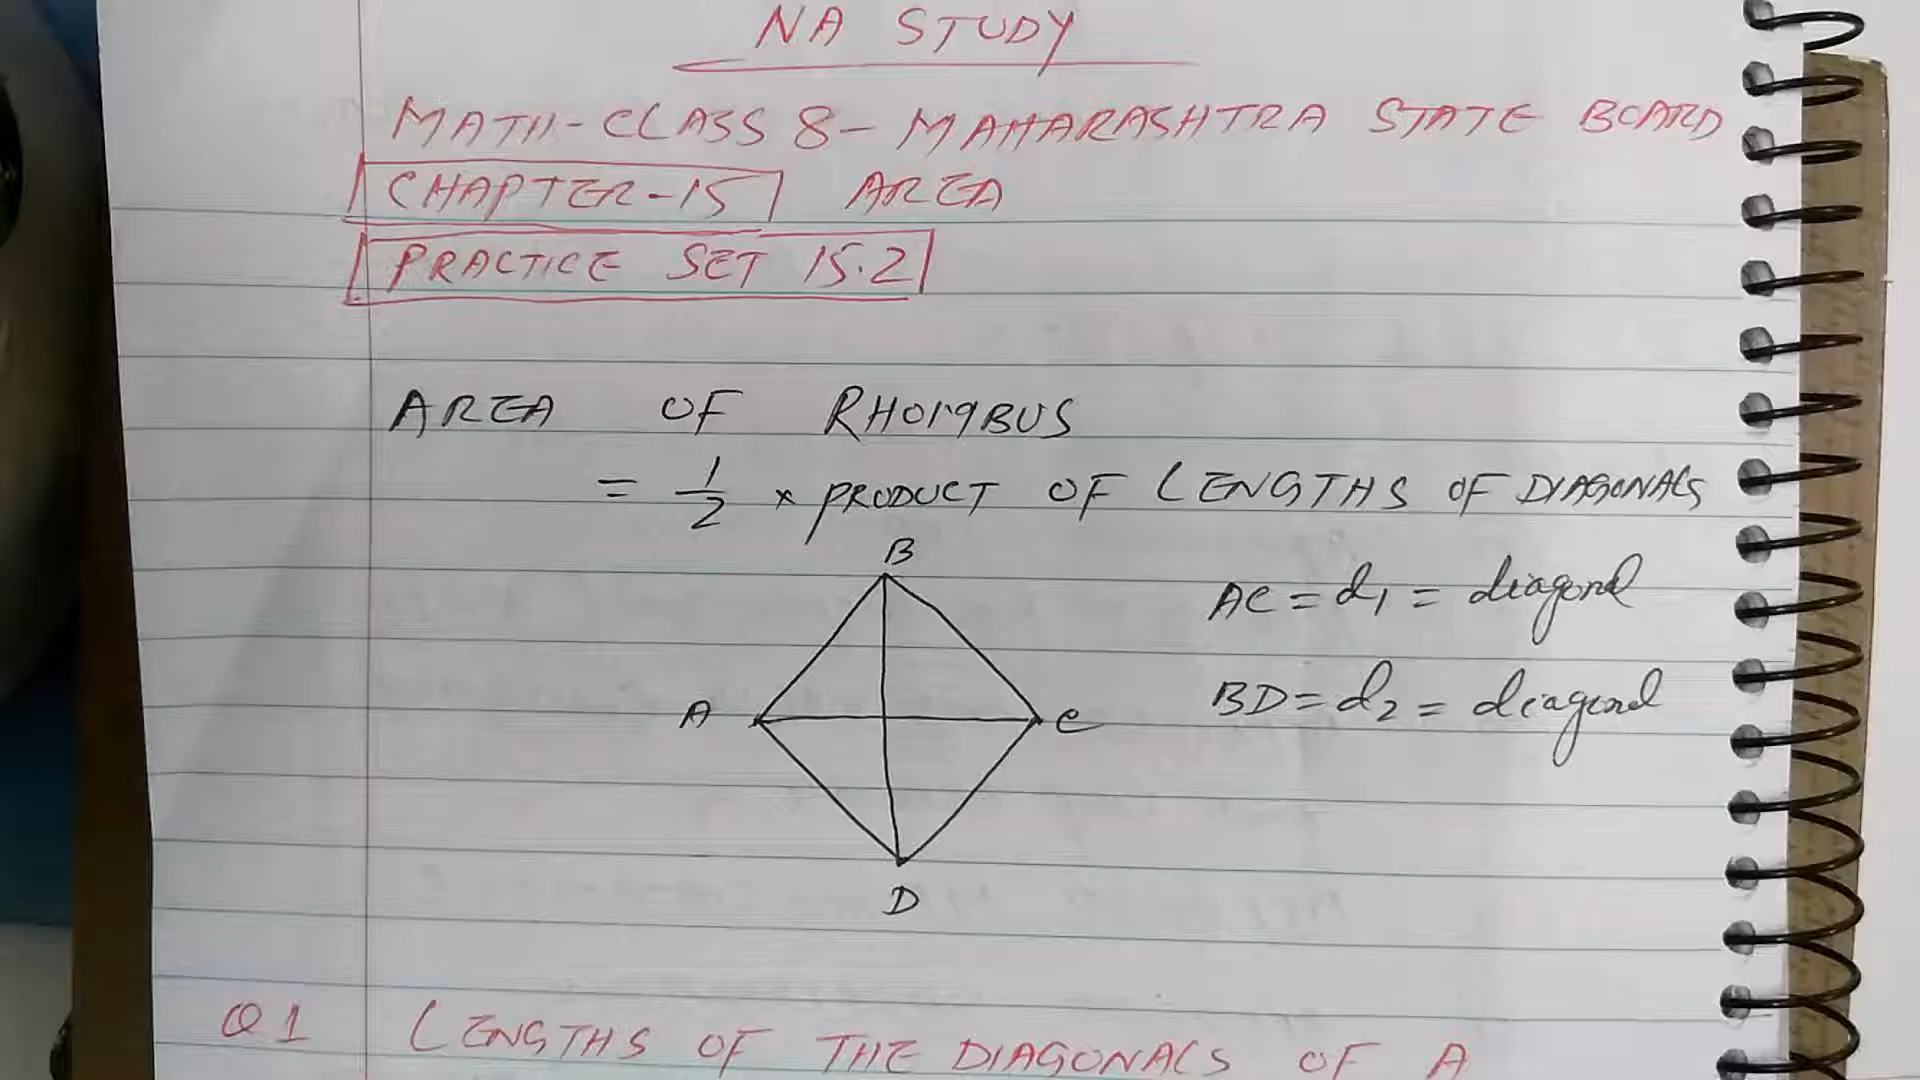 NA STUDY
MATH-CLASS 8- MAHARASHTRA STATE BOARD
CHAPTER-15 AREA
PRACTICE SET 15.2
AREA OF RHOMBUS
= 1/2 × PRODUCT OF LENGTHS OF DIAGONALS
B
AC = d1 = diagonal
A C
BD = d2 = diagonal
D
Q1 LENGTHS OF THE DIAGONALS OF A